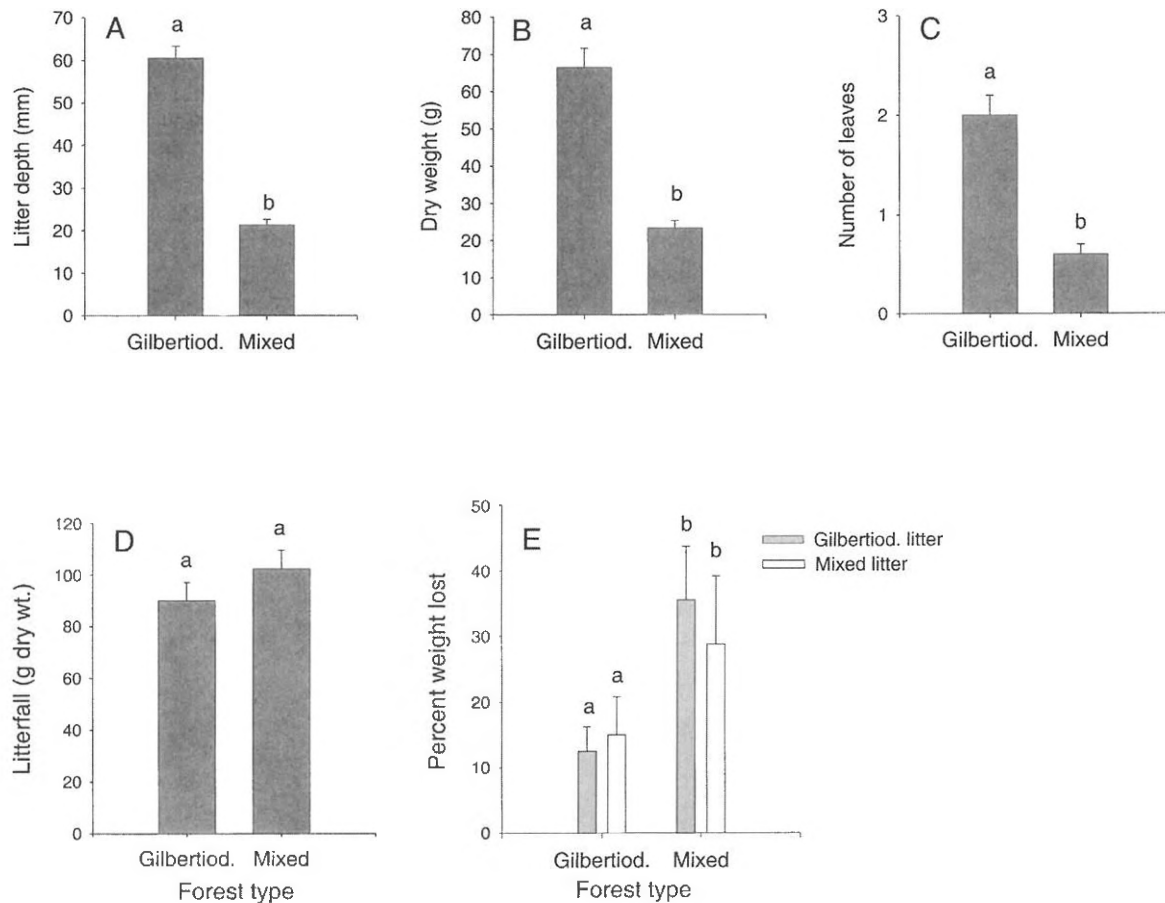 A
Litter depth (mm)
70
60
50
40
30
20
10
0
a
b
Gilbertiod. Mixed
B
Dry weight (g)
80
70
60
50
40
30
20
10
0
a
b
Gilbertiod. Mixed
C
Number of leaves
3
2
1
0
a
b
Gilbertiod. Mixed
D
Litterfall (g dry wt.)
120
100
80
60
40
20
0
a
a
Gilbertiod. Mixed
Forest type
E
Percent weight lost
50
40
30
20
10
0
a
a
b
b
Gilbertiod. litter
Mixed litter
Gilbertiod. Mixed
Forest type